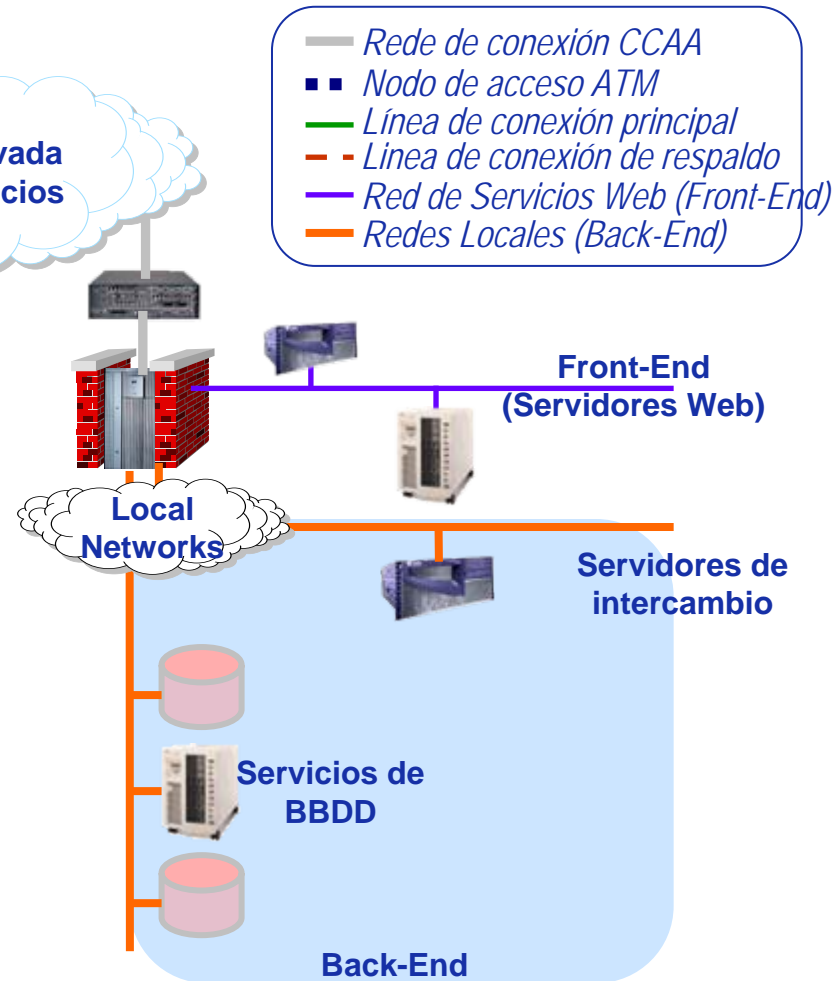 Rede de conexión CCAA
Nodo de acceso ATM
Línea de conexión principal
Linea de conexión de respaldo
Red de Servicios Web (Front-End)
Redes Locales (Back-End)
vada
icios
Front-End
(Servidores Web)
Local
Networks
Servidores de
intercambio
Servicios de
BBDD
Back-End